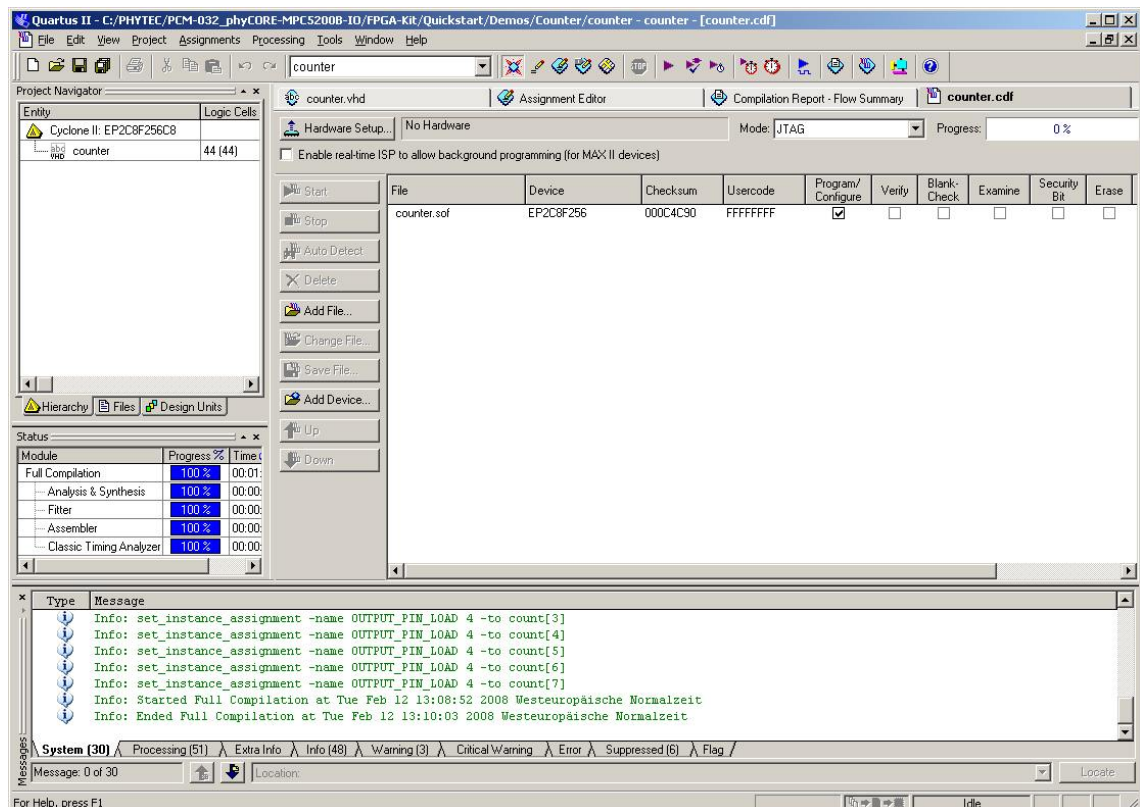 Quartus II - C:/PHYTEC/PCM-032_phyCORE-MPC5200B-IO/FPGA-Kit/Quickstart/Demos/Counter/counter - counter - [counter.cdf]
File Edit View Project Assignments Processing Tools Window Help
counter
Project Navigator
Entity Logic Cells
Cyclone II: EP2C8F256C8
counter 44 (44)
Hierarchy Files Design Units
Status
Module Progress % Time
Full Compilation 100 % 00:01:
Analysis & Synthesis 100 % 00:00:
Fitter 100 % 00:00:
Assembler 100 % 00:00:
Classic Timing Analyzer 100 % 00:00:
counter.vhd Assignment Editor Compilation Report - Flow Summary counter.cdf
Hardware Setup... No Hardware Mode: JTAG Progress: 0 %
Enable real-time ISP to allow background programming (for MAX II devices)
Start
Stop
Auto Detect
Delete
Add File...
Change File...
Save File...
Add Device...
Up
Down
File Device Checksum Usercode Program/ Configure Verify Blank- Check Examine Security Bit Erase
counter.sof EP2C8F256 000C4C90 FFFFFFFF
Type Message
Info: set_instance_assignment -name OUTPUT_PIN_LOAD 4 -to count[3]
Info: set_instance_assignment -name OUTPUT_PIN_LOAD 4 -to count[4]
Info: set_instance_assignment -name OUTPUT_PIN_LOAD 4 -to count[5]
Info: set_instance_assignment -name OUTPUT_PIN_LOAD 4 -to count[6]
Info: set_instance_assignment -name OUTPUT_PIN_LOAD 4 -to count[7]
Info: Started Full Compilation at Tue Feb 12 13:08:52 2008 Westeuropäische Normalzeit
Info: Ended Full Compilation at Tue Feb 12 13:10:03 2008 Westeuropäische Normalzeit
System (30) Processing (51) Extra Info Info (48) Warning (3) Critical Warning Error Suppressed (6) Flag
Messages
Message: 0 of 30 Location: Locate
For Help, press F1 Idle